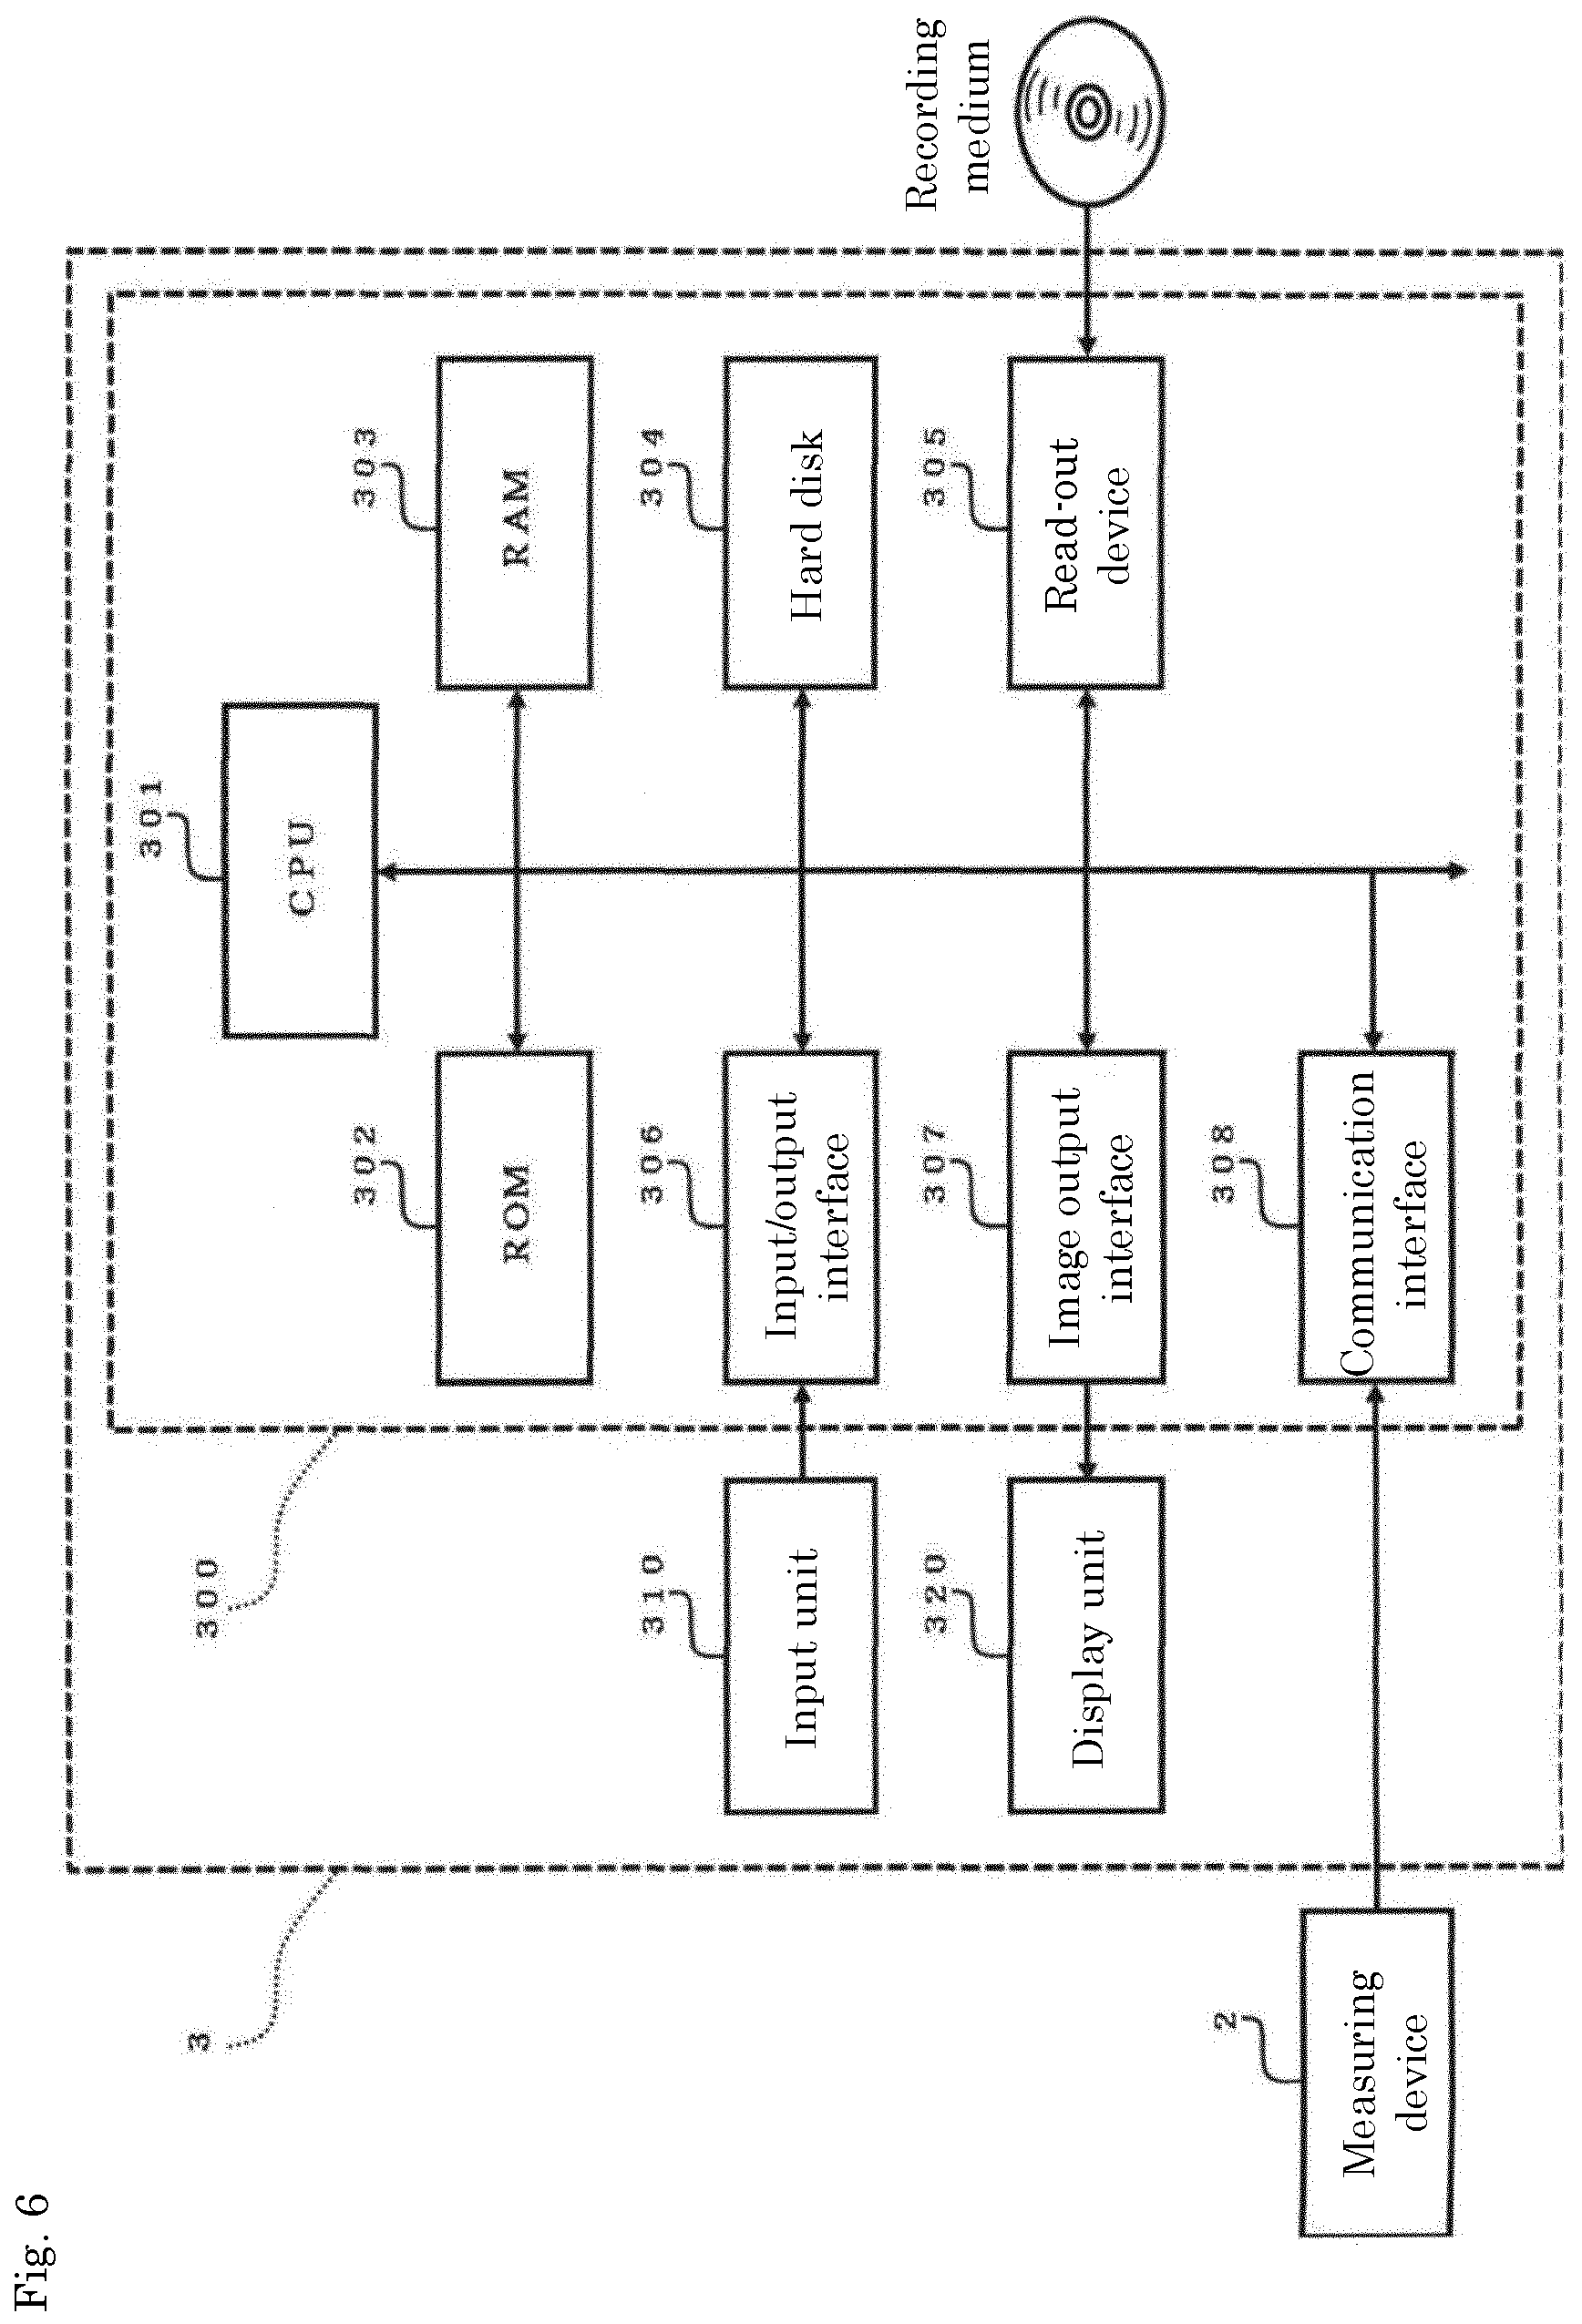 Fig. 6
3
300
301
CPU
302
ROM
303
RAM
310
Input unit
306
Input/output
interface
304
Hard disk
320
Display unit
307
Image output
interface
305
Read-out
device
Recording
medium
2
Measuring
device
308
Communication
interface